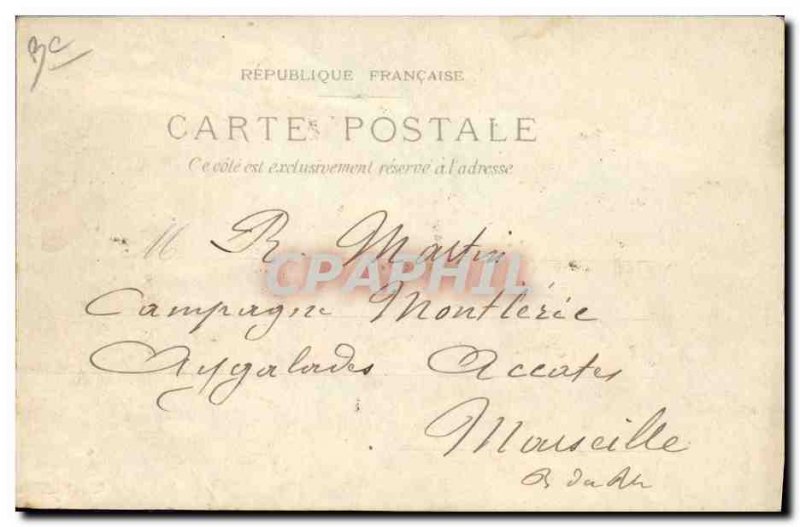 3c
RÉPUBLIQUE FRANÇAISE
CARTE POSTALE
Ce côté est exclusivement réservé à l'adresse
16 R. Martin
CPAPHIL
Campagne Montlérie
Aygalades Accates
Marseille
B du Rh